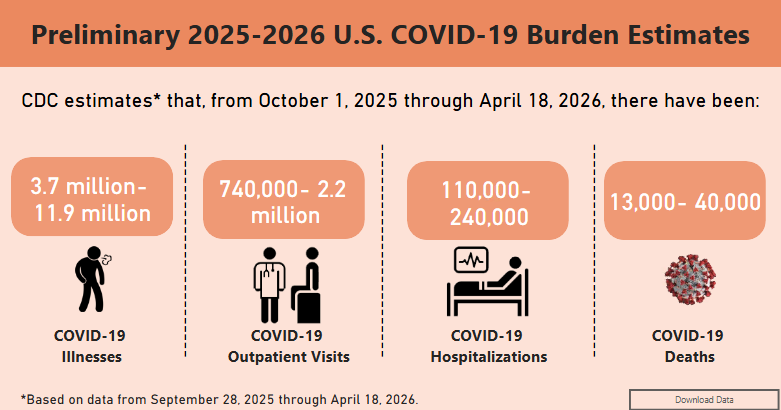 Preliminary 2025-2026 U.S. COVID-19 Burden Estimates
CDC estimates* that, from October 1, 2025 through April 18, 2026, there have been:
3.7 million-
11.9 million
740,000- 2.2
million
110,000-
240,000
13,000- 40,000
COVID-19
Illnesses
COVID-19
Outpatient Visits
COVID-19
Hospitalizations
COVID-19
Deaths
*Based on data from September 28, 2025 through April 18, 2026.
Download Data